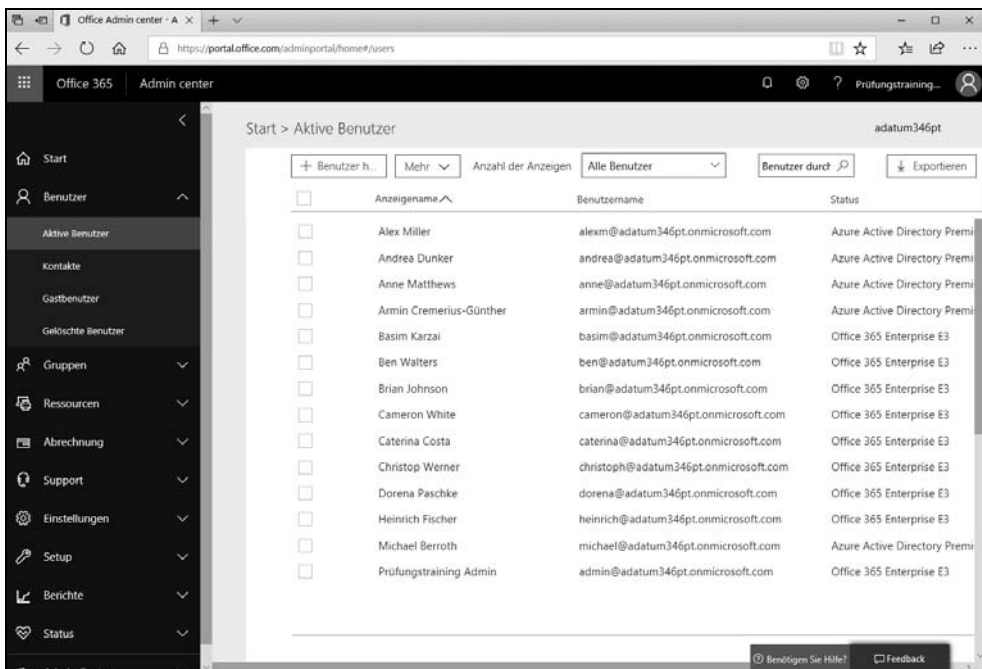 Office Admin center - A
https://portal.office.com/adminportal/home#/users
Office 365 Admin center
? Prüfungstraining...
Start > Aktive Benutzer adatum346pt
+ Benutzer h... Mehr Anzahl der Anzeigen Alle Benutzer Benutzer durch Exportieren
Anzeigename Benutzername Status
Start
Benutzer
Aktive Benutzer
Kontakte
Gastbenutzer
Gelöschte Benutzer
Gruppen
Ressourcen
Abrechnung
Support
Einstellungen
Setup
Berichte
Status
Alex Miller alexm@adatum346pt.onmicrosoft.com Azure Active Directory Premi
Andrea Dunker andrea@adatum346pt.onmicrosoft.com Azure Active Directory Premi
Anne Matthews anne@adatum346pt.onmicrosoft.com Azure Active Directory Premi
Armin Cremerius-Günther armin@adatum346pt.onmicrosoft.com Azure Active Directory Premi
Basim Karzai basim@adatum346pt.onmicrosoft.com Office 365 Enterprise E3
Ben Walters ben@adatum346pt.onmicrosoft.com Office 365 Enterprise E3
Brian Johnson brian@adatum346pt.onmicrosoft.com Office 365 Enterprise E3
Cameron White cameron@adatum346pt.onmicrosoft.com Office 365 Enterprise E3
Caterina Costa caterina@adatum346pt.onmicrosoft.com Office 365 Enterprise E3
Christop Werner christoph@adatum346pt.onmicrosoft.com Office 365 Enterprise E3
Dorena Paschke dorena@adatum346pt.onmicrosoft.com Office 365 Enterprise E3
Heinrich Fischer heinrich@adatum346pt.onmicrosoft.com Office 365 Enterprise E3
Michael Berroth michael@adatum346pt.onmicrosoft.com Azure Active Directory Premi
Prüfungstraining Admin admin@adatum346pt.onmicrosoft.com Office 365 Enterprise E3
Benötigen Sie Hilfe? Feedback